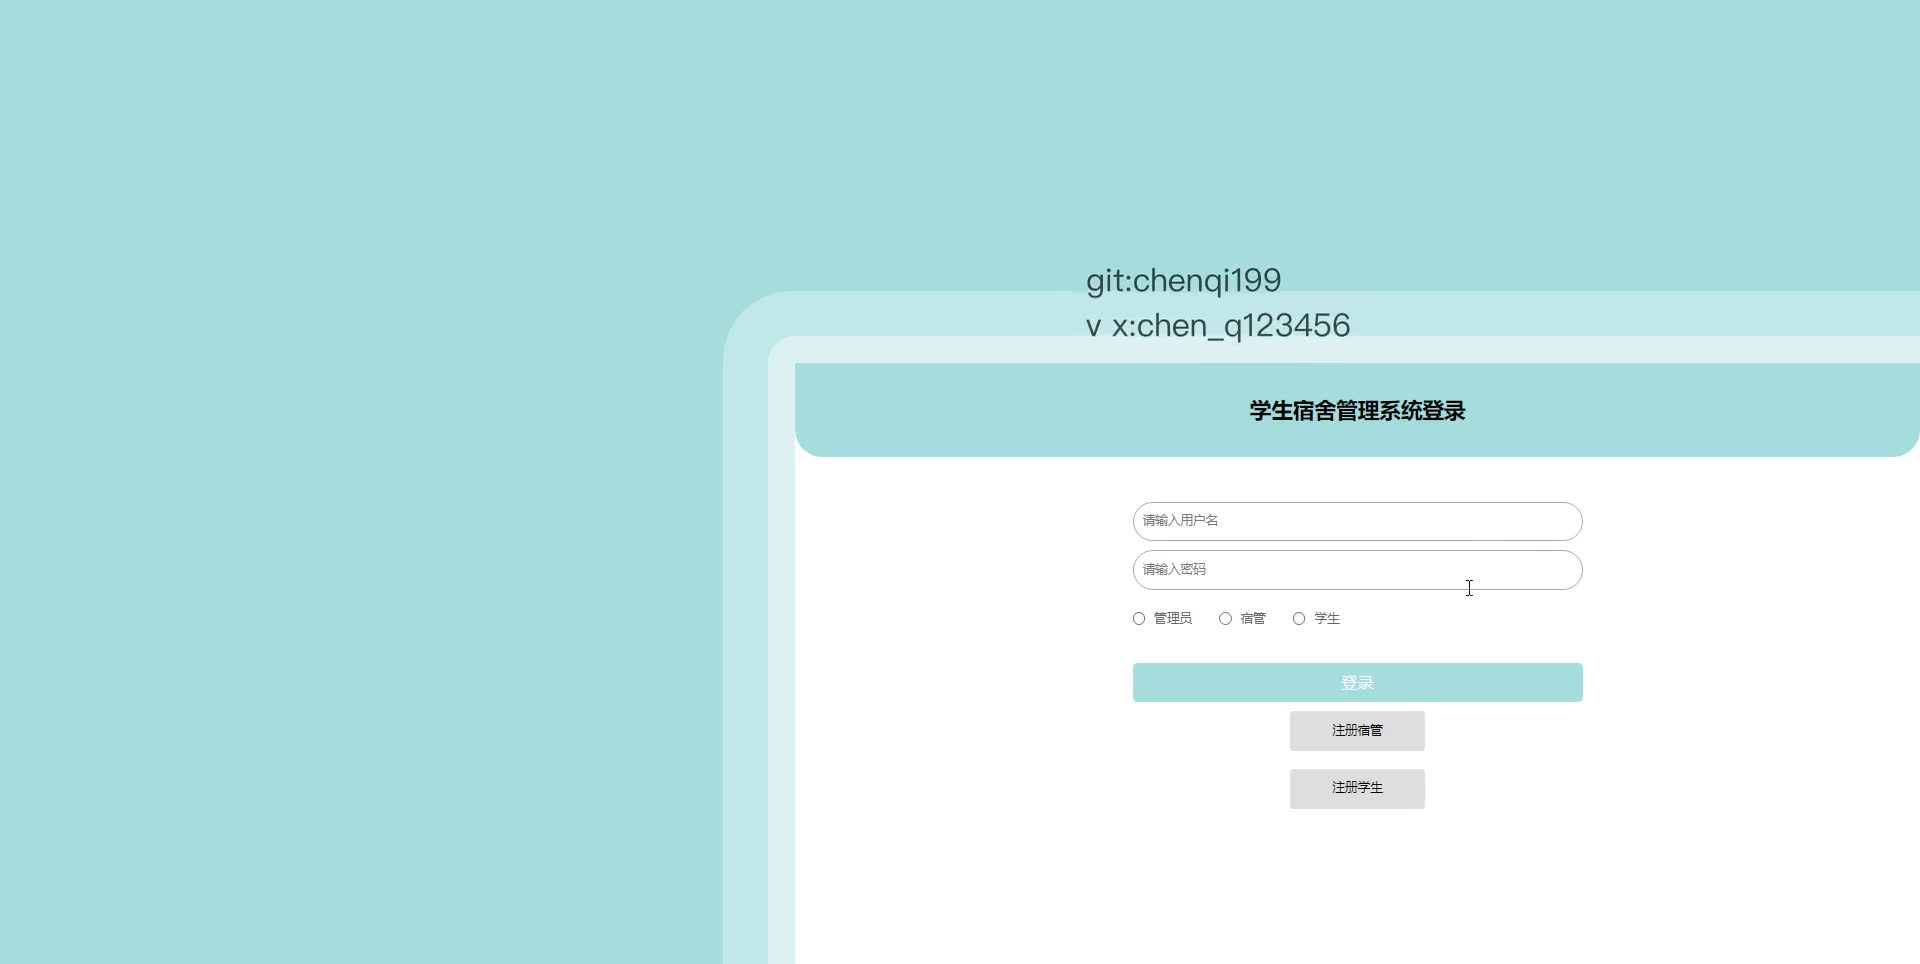 git:chenqi199
v x:chen_q123456
学生宿舍管理系统登录
请输入用户名
请输入密码
管理员 宿管 学生
登录
注册宿管
注册学生